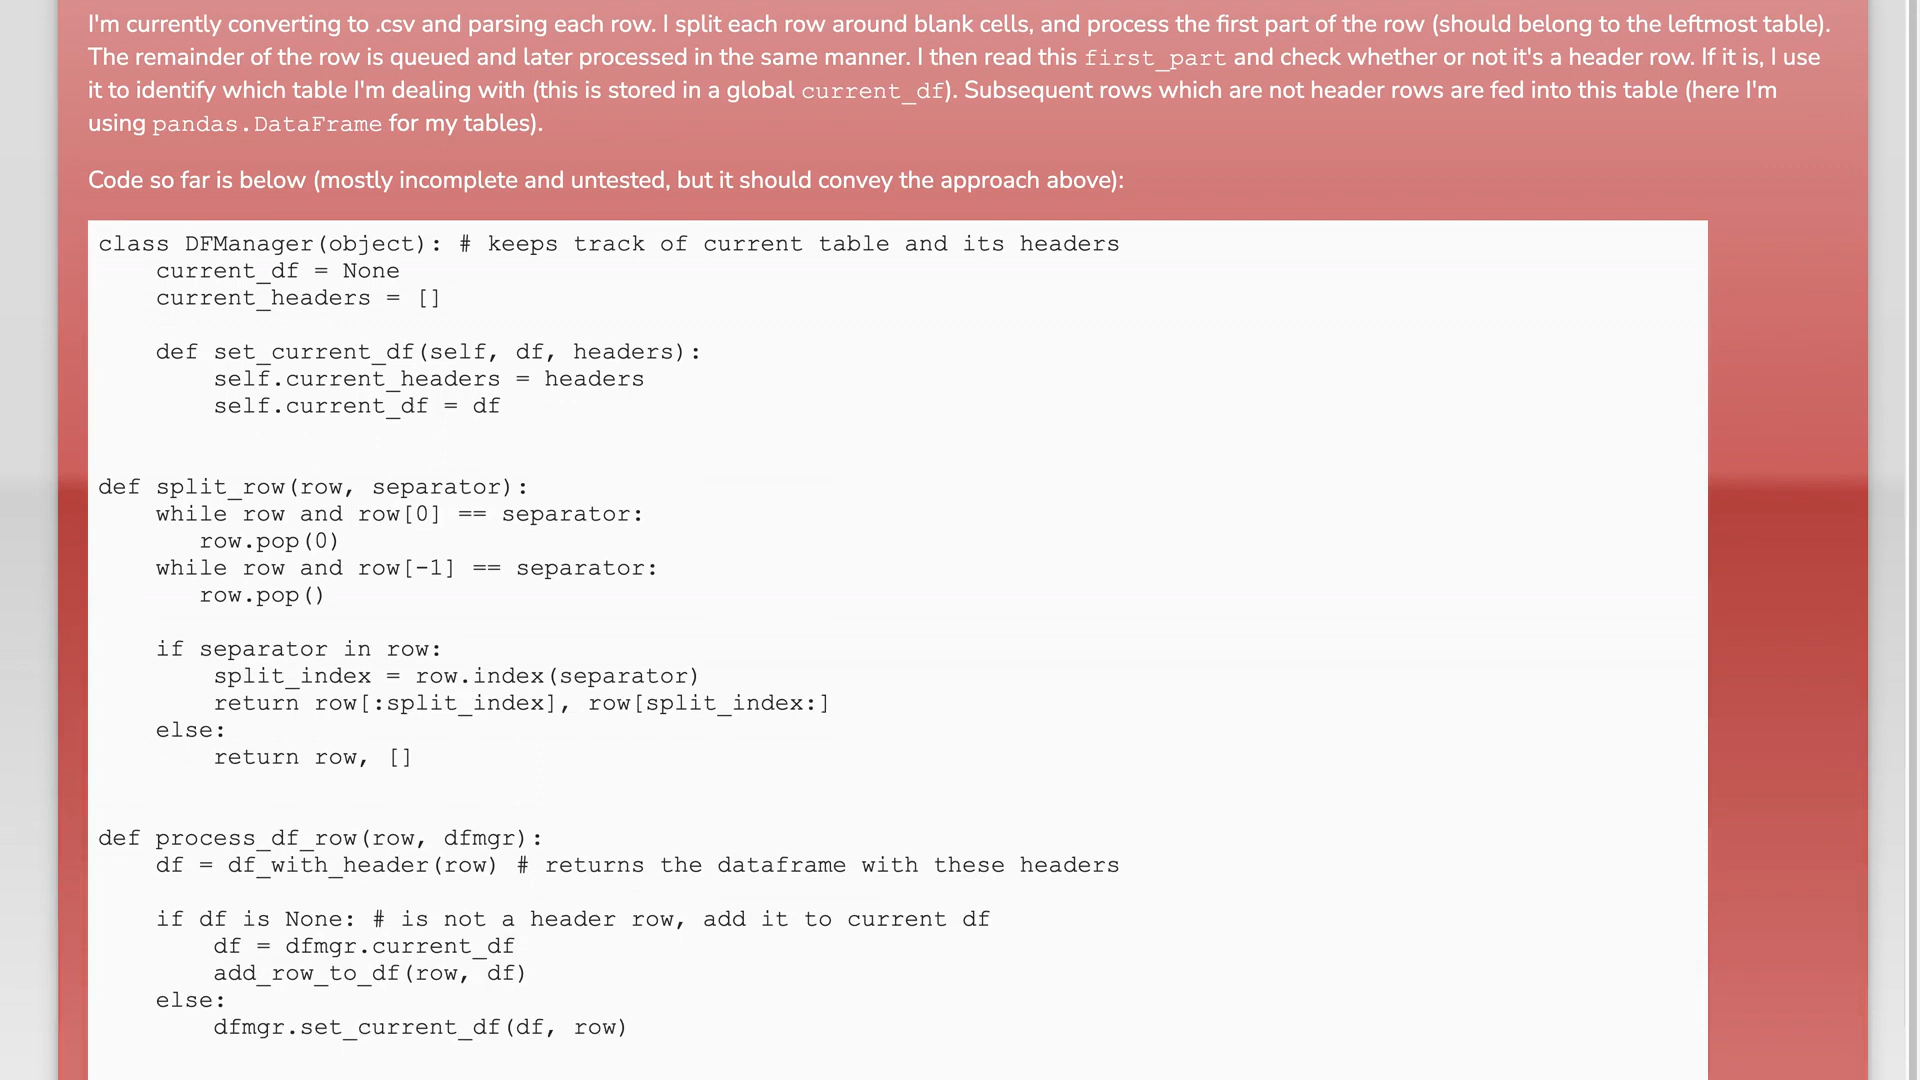 I'm currently converting to .csv and parsing each row. I split each row around blank cells, and process the first part of the row (should belong to the leftmost table).
The remainder of the row is queued and later processed in the same manner. I then read this first_part and check whether or not it's a header row. If it is, I use
it to identify which table I'm dealing with (this is stored in a global current_df). Subsequent rows which are not header rows are fed into this table (here I'm
using pandas.DataFrame for my tables).
Code so far is below (mostly incomplete and untested, but it should convey the approach above):
class DFManager(object): # keeps track of current table and its headers
    current_df = None
    current_headers = []
    def set_current_df(self, df, headers):
        self.current_headers = headers
        self.current_df = df
def split_row(row, separator):
    while row and row[0] == separator:
       row.pop(0)
    while row and row[-1] == separator:
       row.pop()
    if separator in row:
        split_index = row.index(separator)
        return row[:split_index], row[split_index:]
    else:
        return row, []
def process_df_row(row, dfmgr):
    df = df_with_header(row) # returns the dataframe with these headers
    if df is None: # is not a header row, add it to current df
        df = dfmgr.current_df
        add_row_to_df(row, df)
    else:
        dfmgr.set_current_df(df, row)